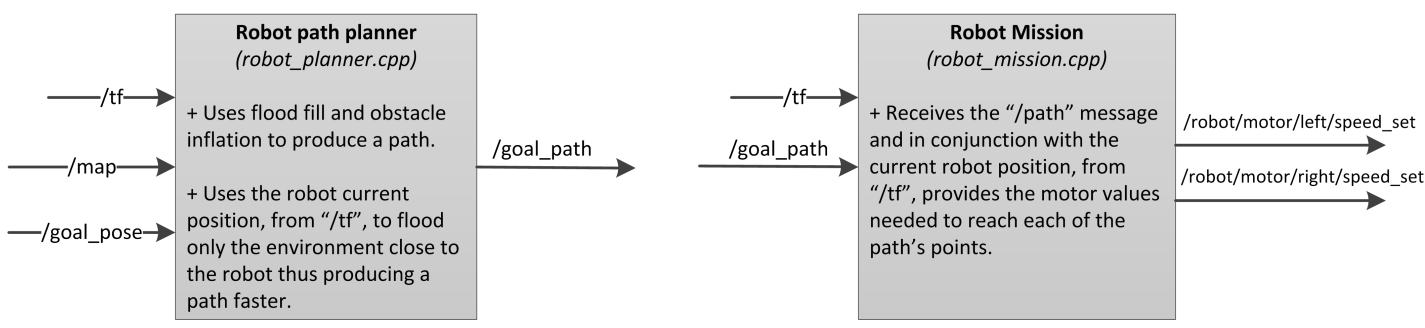 Robot path planner
(robot_planner.cpp)
/tf
+ Uses flood fill and obstacle
inflation to produce a path.
/map
/goal_path
+ Uses the robot current
position, from “/tf”, to flood
/goal_pose
only the environment close to
the robot thus producing a
path faster.
Robot Mission
(robot_mission.cpp)
/tf
+ Receives the “/path” message
and in conjunction with the
/goal_path
current robot position, from
“/tf”, provides the motor values
needed to reach each of the
path’s points.
/robot/motor/left/speed_set
/robot/motor/right/speed_set